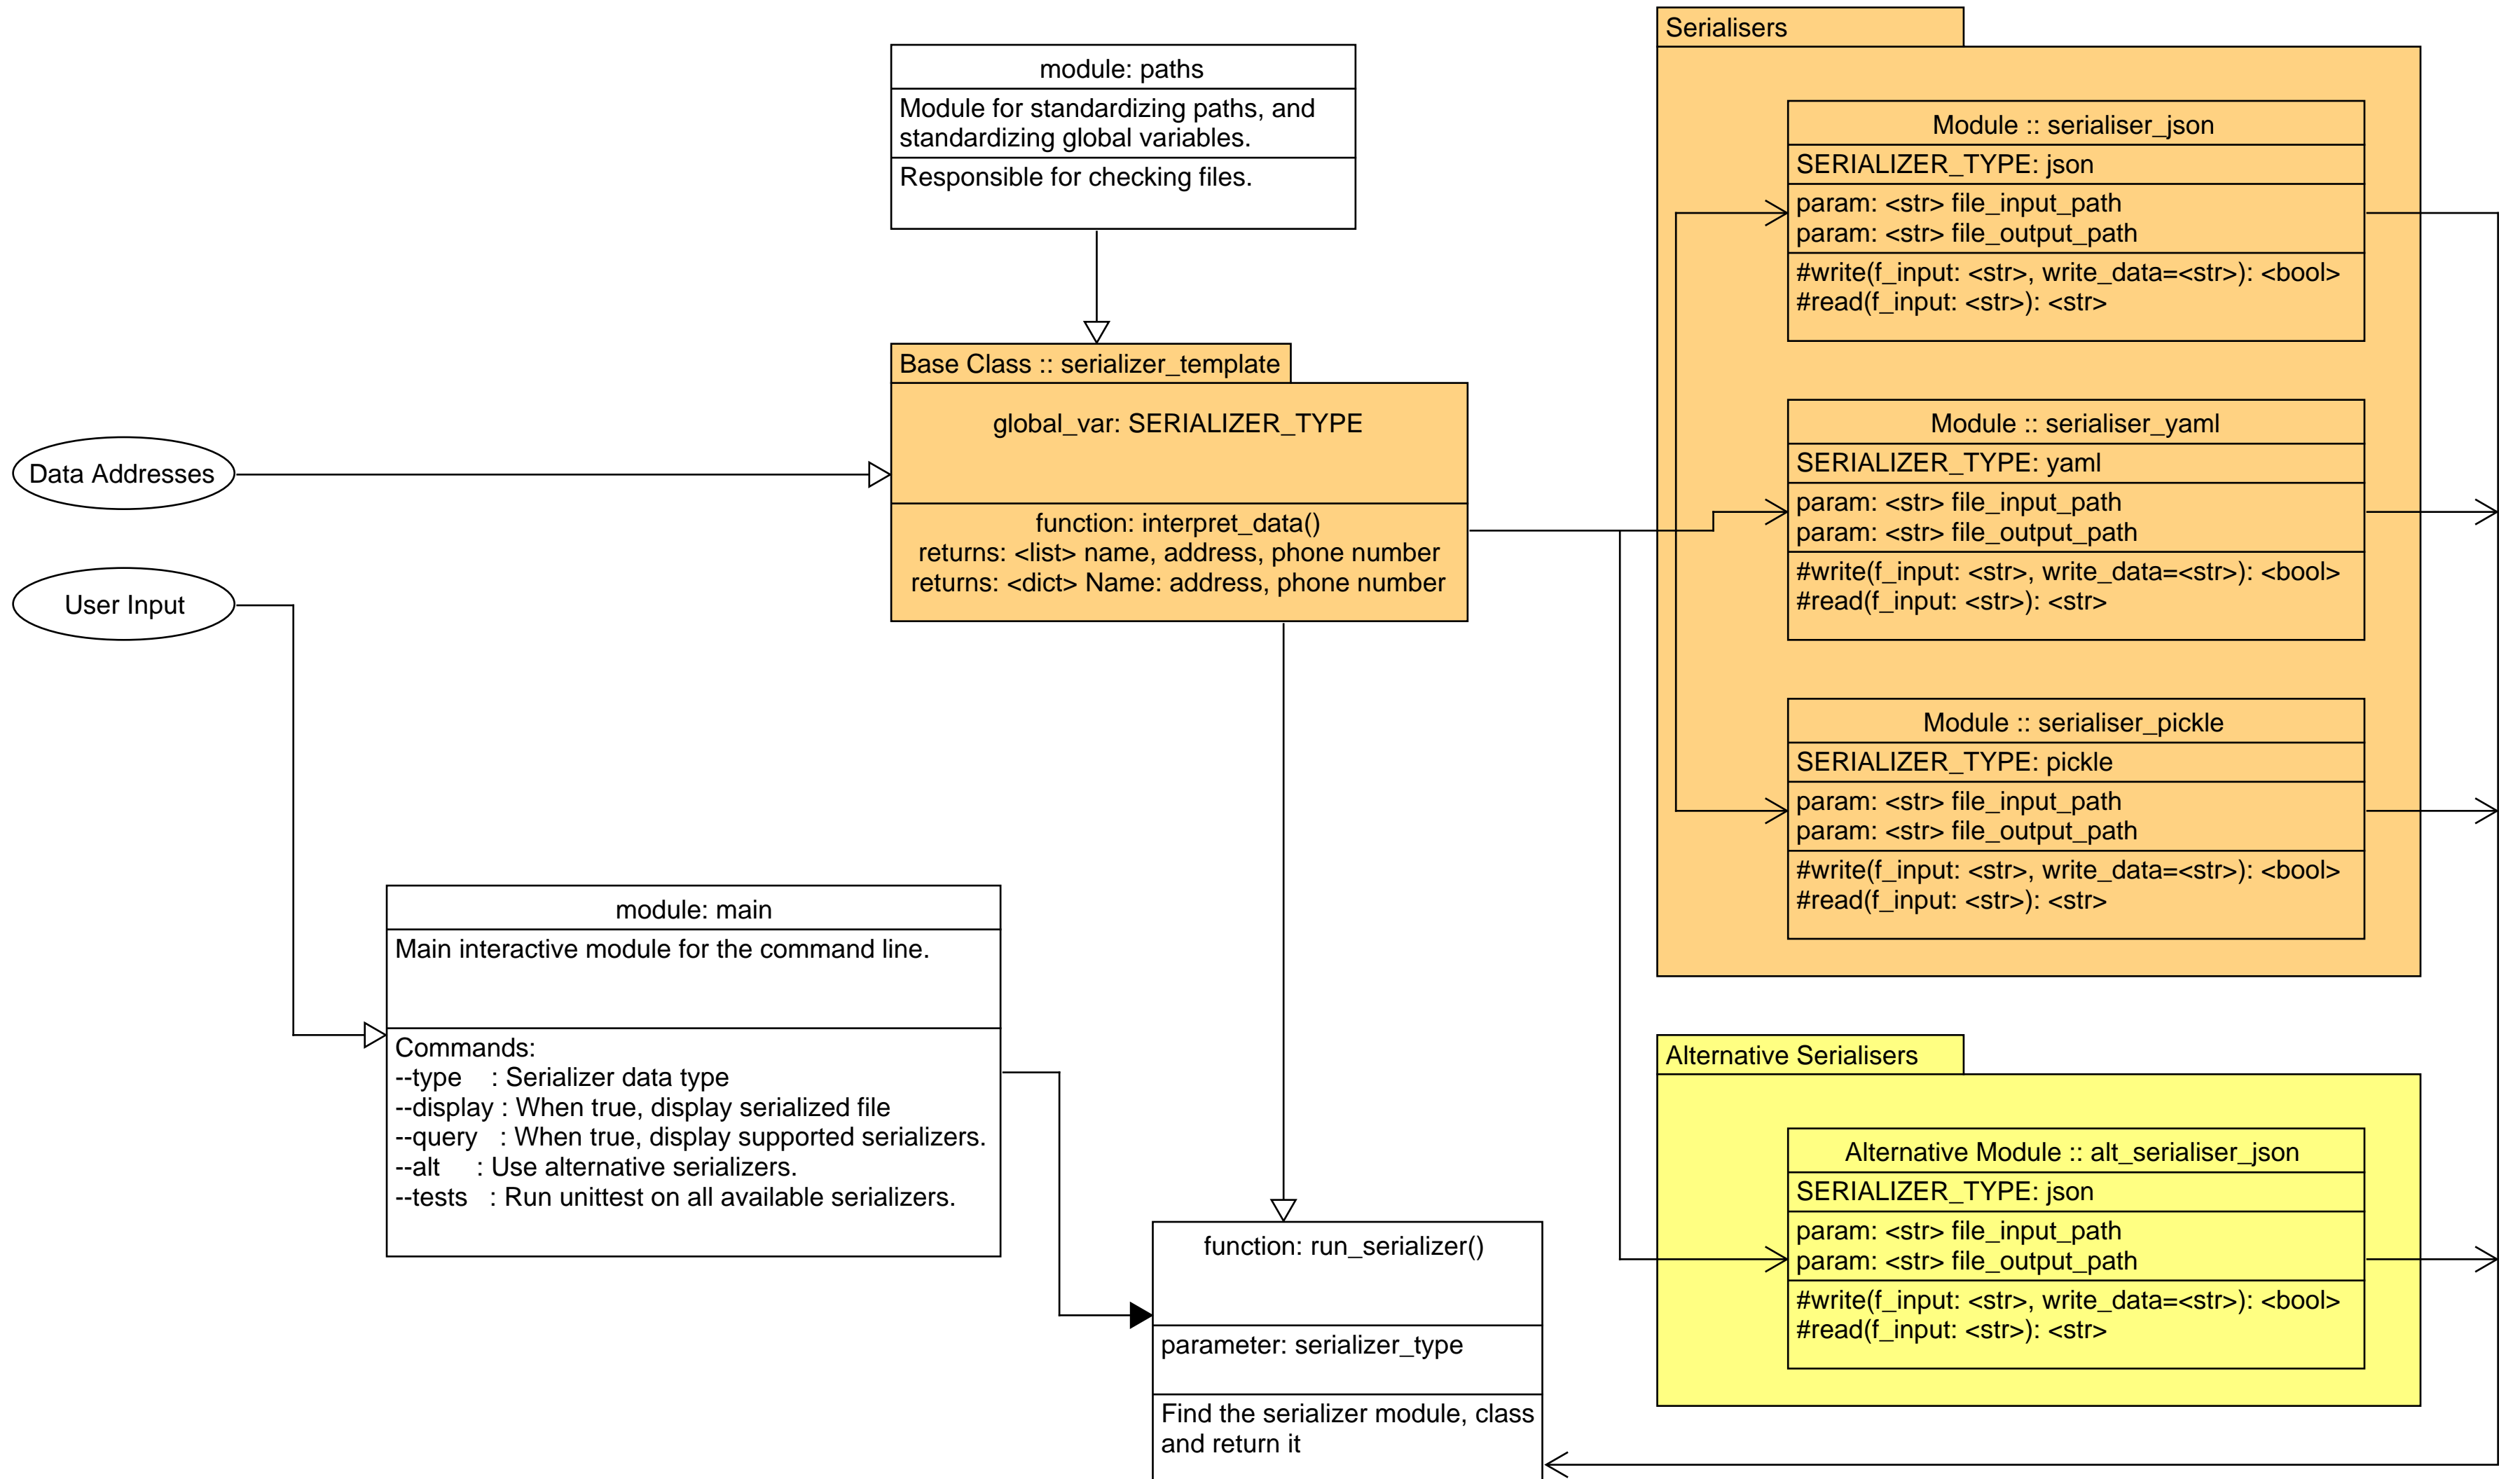 Serialisers
module: paths
Module for standardizing paths, and
standardizing global variables.
Responsible for checking files.
Module :: serialiser_json
SERIALIZER_TYPE: json
param: <str> file_input_path
param: <str> file_output_path
#write(f_input: <str>, write_data=<str>): <bool>
#read(f_input: <str>): <str>
Base Class :: serializer_template
global_var: SERIALIZER_TYPE
function: interpret_data()
returns: <list> name, address, phone number
returns: <dict> Name: address, phone number
Data Addresses
User Input
Module :: serialiser_yaml
SERIALIZER_TYPE: yaml
param: <str> file_input_path
param: <str> file_output_path
#write(f_input: <str>, write_data=<str>): <bool>
#read(f_input: <str>): <str>
Module :: serialiser_pickle
SERIALIZER_TYPE: pickle
param: <str> file_input_path
param: <str> file_output_path
#write(f_input: <str>, write_data=<str>): <bool>
#read(f_input: <str>): <str>
module: main
Main interactive module for the command line.
Commands:
--type    : Serializer data type
--display : When true, display serialized file
--query   : When true, display supported serializers.
--alt     : Use alternative serializers.
--tests   : Run unittest on all available serializers.
Alternative Serialisers
Alternative Module :: alt_serialiser_json
SERIALIZER_TYPE: json
param: <str> file_input_path
param: <str> file_output_path
#write(f_input: <str>, write_data=<str>): <bool>
#read(f_input: <str>): <str>
function: run_serializer()
parameter: serializer_type
Find the serializer module, class
and return it